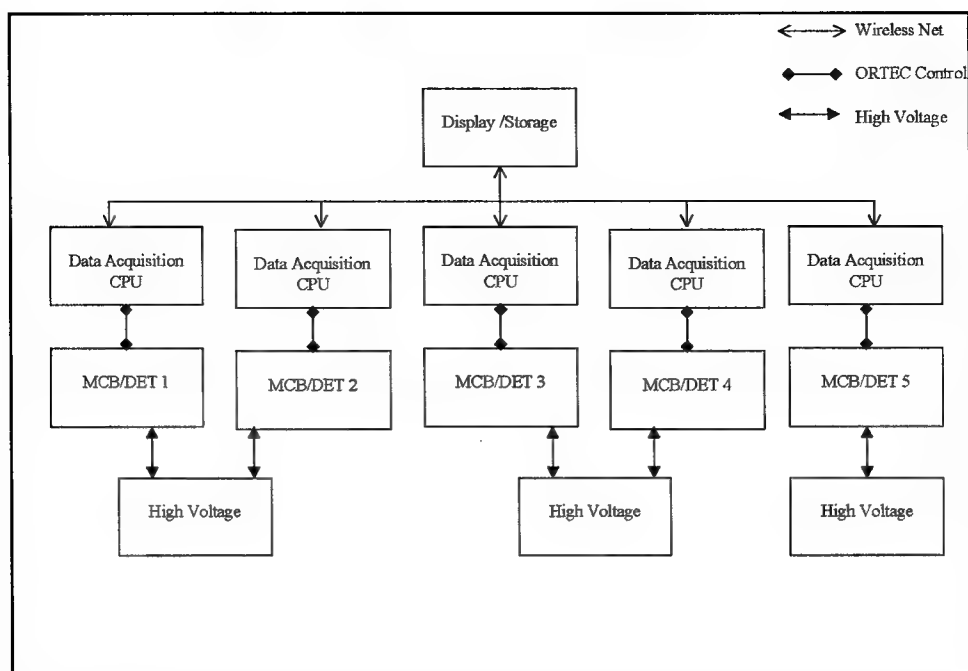 Wireless Net
ORTEC Control
High Voltage
Display /Storage
Data Acquisition
CPU
Data Acquisition
CPU
Data Acquisition
CPU
Data Acquisition
CPU
Data Acquisition
CPU
MCB/DET 1
MCB/DET 2
MCB/DET 3
MCB/DET 4
MCB/DET 5
High Voltage
High Voltage
High Voltage